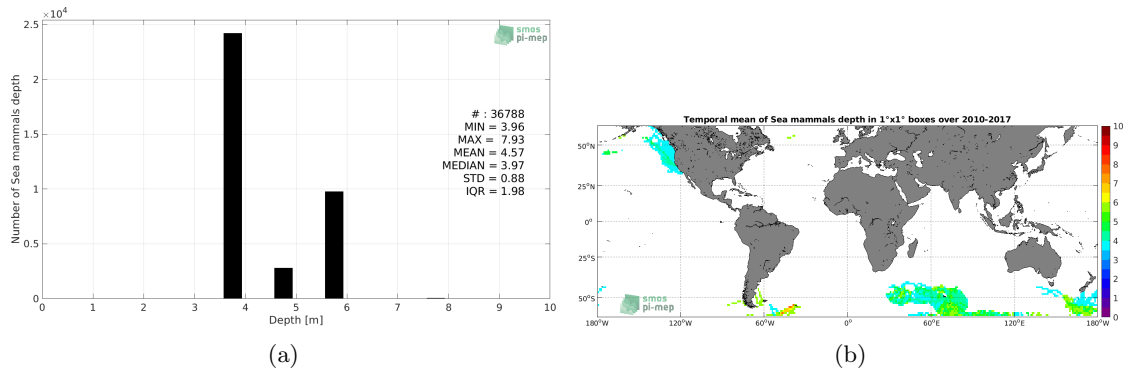 ×10⁴
2.5
2
1.5
1
0.5
0
Number of Sea mammals depth
0 1 2 3 4 5 6 7 8 9 10
Depth [m]
smos
pi-mep
# : 36788
MIN = 3.96
MAX = 7.93
MEAN = 4.57
MEDIAN = 3.97
STD = 0.88
IQR = 1.98
(a)
Temporal mean of Sea mammals depth in 1°x1° boxes over 2010-2017
50°N
25°N
0°
25°S
50°S
180°W 120°W 60°W 0° 60°E 120°E 180°W
smos
pi-mep
10
9
8
7
6
5
4
3
2
1
0
(b)